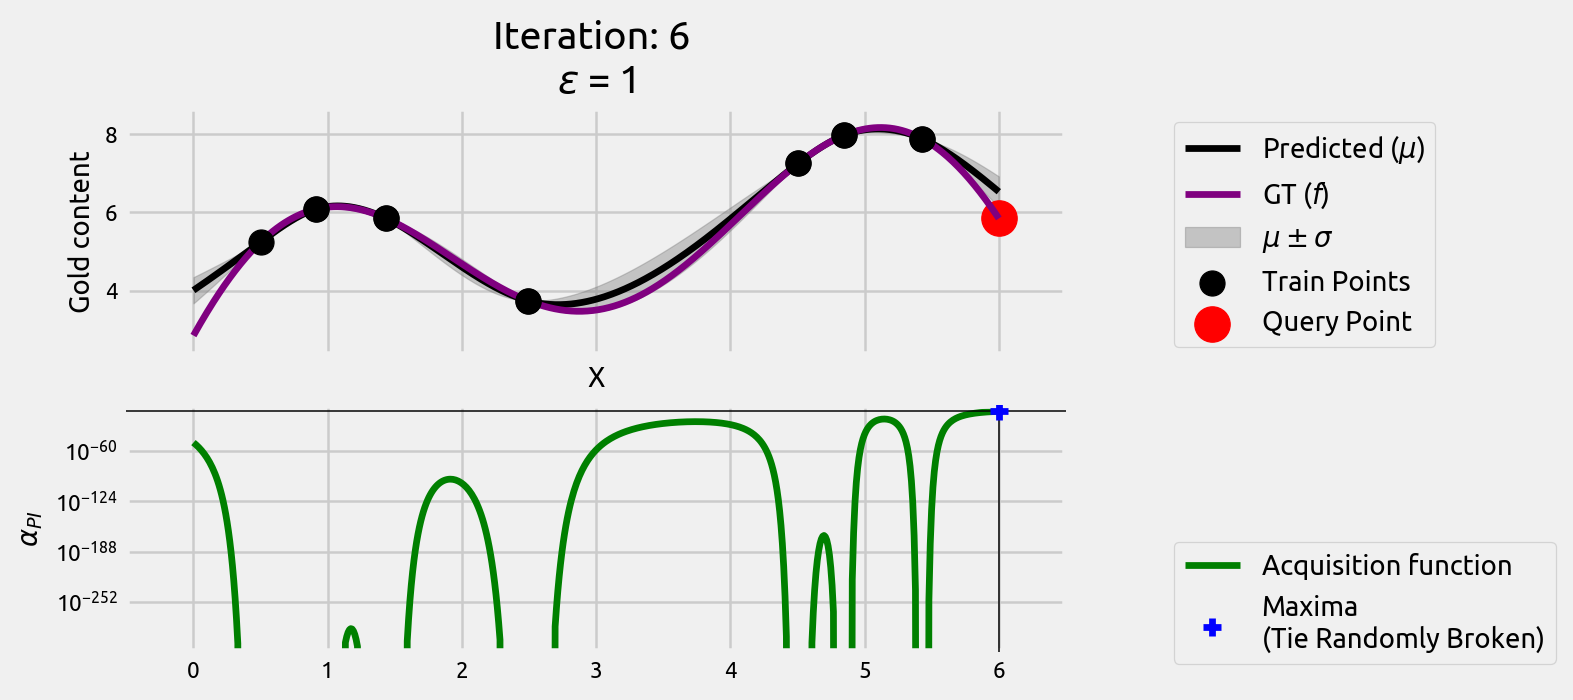 Iteration: 6
ε = 1
Gold content
8
6
4
X
Predicted (μ)
GT (f)
μ ± σ
Train Points
Query Point
α_PI
10⁻⁶⁰
10⁻¹²⁴
10⁻¹⁸⁸
10⁻²⁵²
0 1 2 3 4 5 6
Acquisition function
Maxima
(Tie Randomly Broken)